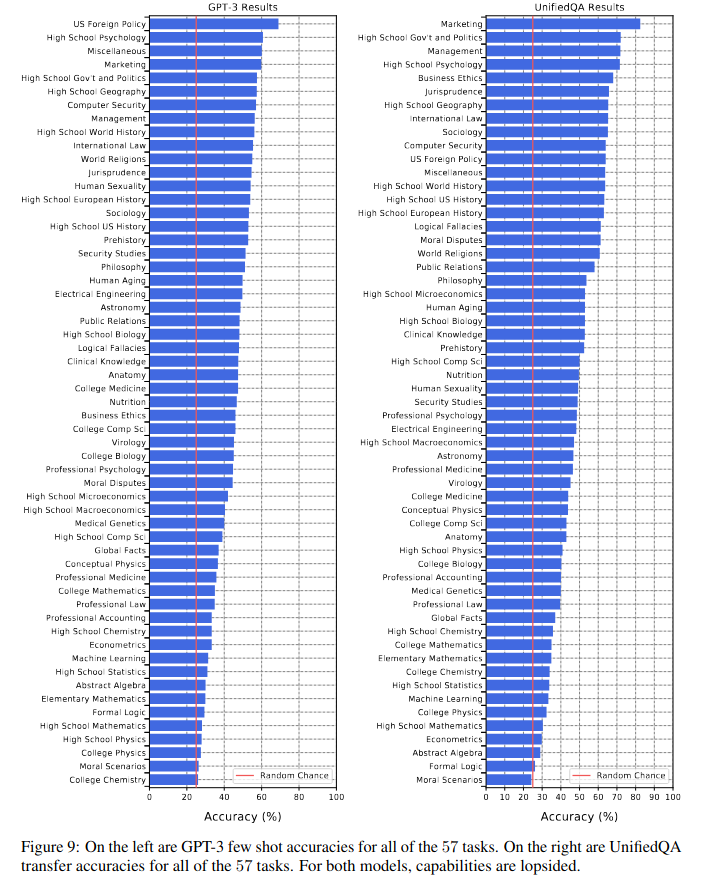 GPT-3 Results
US Foreign Policy
High School Psychology
Miscellaneous
Marketing
High School Gov't and Politics
High School Geography
Computer Security
Management
High School World History
International Law
World Religions
Jurisprudence
Human Sexuality
High School European History
Sociology
High School US History
Prehistory
Security Studies
Philosophy
Human Aging
Electrical Engineering
Astronomy
Public Relations
High School Biology
Logical Fallacies
Clinical Knowledge
Anatomy
College Medicine
Nutrition
Business Ethics
College Comp Sci
Virology
College Biology
Professional Psychology
Moral Disputes
High School Microeconomics
High School Macroeconomics
Medical Genetics
High School Comp Sci
Global Facts
Conceptual Physics
Professional Medicine
College Mathematics
Professional Law
Professional Accounting
High School Chemistry
Econometrics
Machine Learning
High School Statistics
Abstract Algebra
Elementary Mathematics
Formal Logic
High School Mathematics
High School Physics
College Physics
Moral Scenarios
College Chemistry
Random Chance
0 20 40 60 80 100
Accuracy (%)
UnifiedQA Results
Marketing
High School Gov't and Politics
Management
High School Psychology
Business Ethics
Jurisprudence
High School Geography
International Law
Sociology
Computer Security
US Foreign Policy
Miscellaneous
High School World History
High School US History
High School European History
Logical Fallacies
Moral Disputes
World Religions
Public Relations
Philosophy
High School Microeconomics
Human Aging
High School Biology
Clinical Knowledge
Prehistory
High School Comp Sci
Nutrition
Human Sexuality
Security Studies
Professional Psychology
Electrical Engineering
High School Macroeconomics
Astronomy
Professional Medicine
Virology
College Medicine
Conceptual Physics
College Comp Sci
Anatomy
High School Physics
College Biology
Professional Accounting
Medical Genetics
Professional Law
Global Facts
High School Chemistry
College Mathematics
Elementary Mathematics
College Chemistry
High School Statistics
Machine Learning
College Physics
High School Mathematics
Econometrics
Abstract Algebra
Formal Logic
Moral Scenarios
Random Chance
0 10 20 30 40 50 60 70 80 90 100
Accuracy (%)
Figure 9: On the left are GPT-3 few shot accuracies for all of the 57 tasks. On the right are UnifiedQA
transfer accuracies for all of the 57 tasks. For both models, capabilities are lopsided.